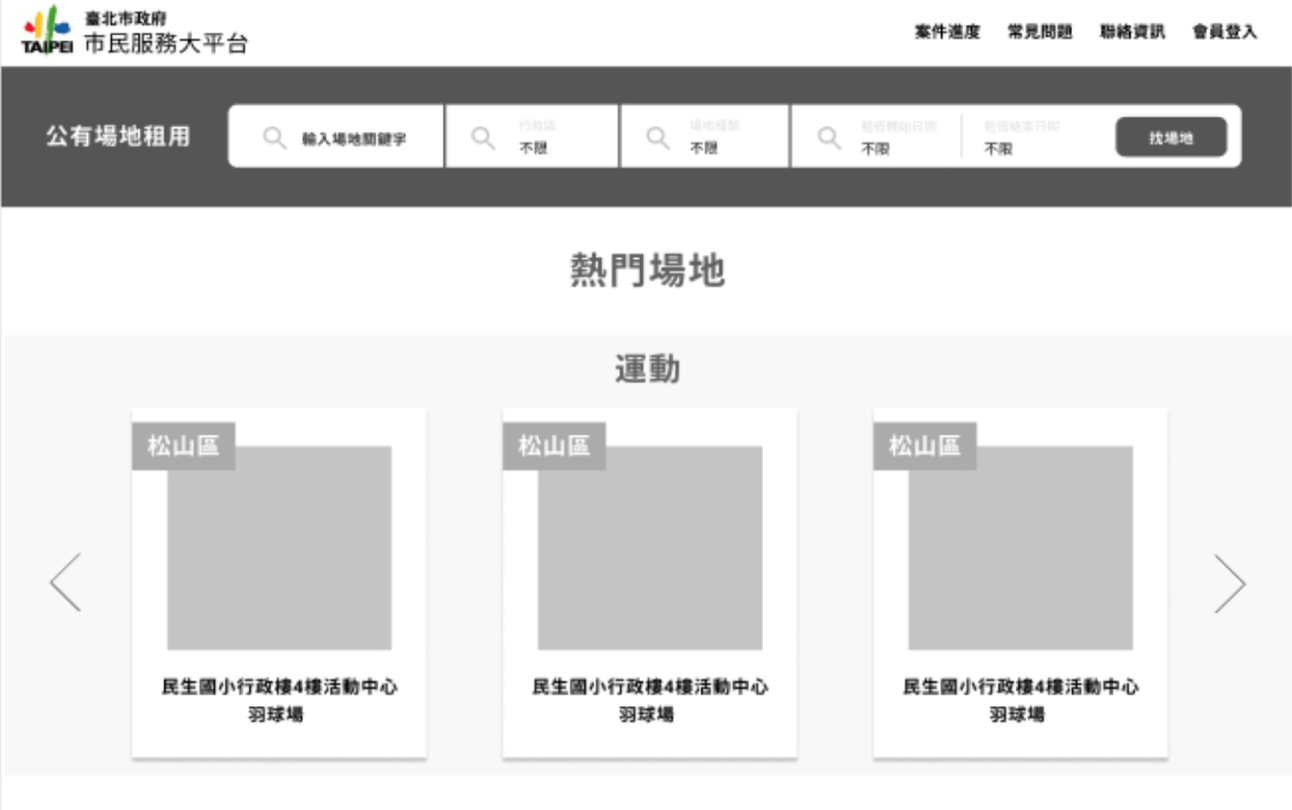 臺北市政府
TAIPEI 市民服務大平台
案件進度 常見問題 聯絡資訊 會員登入
公有場地租用
輸入場地關鍵字
行政區
不限
場地種類
不限
租借開始日期
不限
租借結束日期
不限
找場地
熱門場地
運動
松山區
民生國小行政樓4樓活動中心
羽球場
松山區
民生國小行政樓4樓活動中心
羽球場
松山區
民生國小行政樓4樓活動中心
羽球場